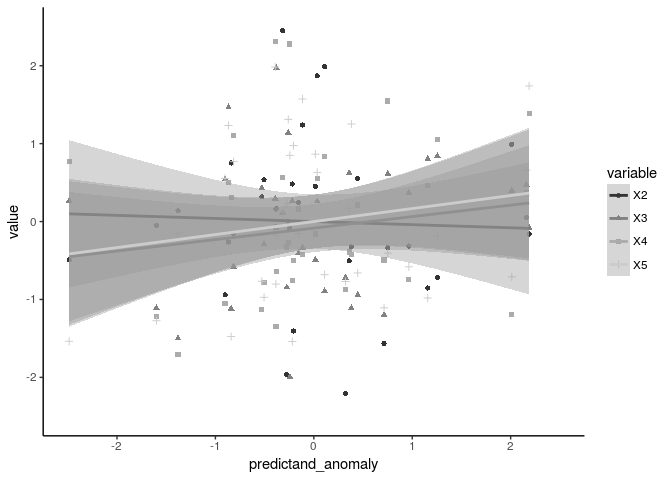 2
1
0
-1
-2
value
-2
-1
0
1
2
predictand_anomaly
variable
X2
X3
X4
X5